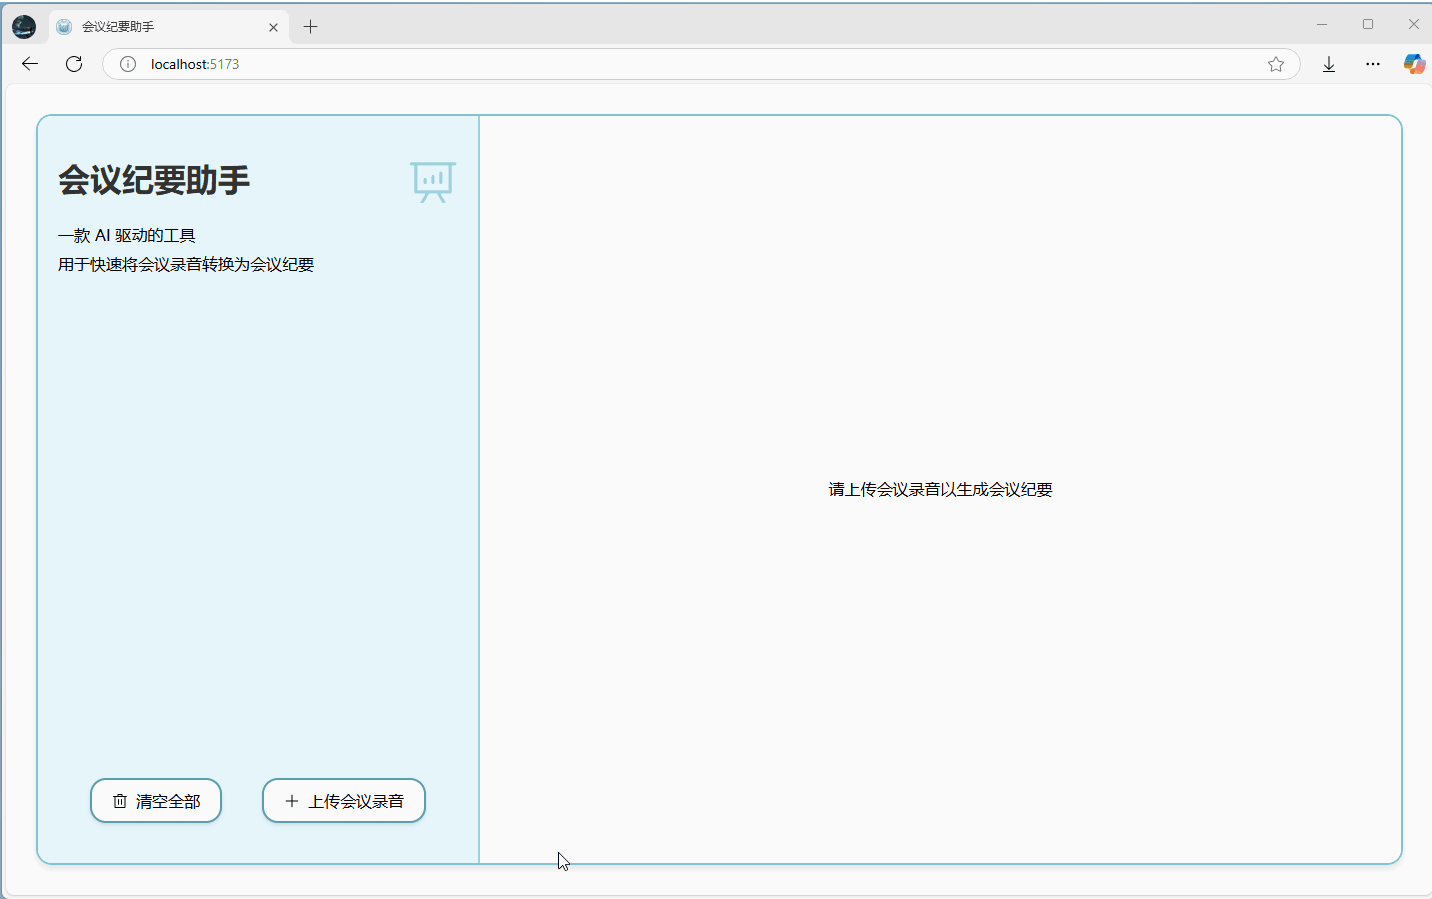 会议纪要助手
localhost:5173
会议纪要助手
一款 AI 驱动的工具
用于快速将会议录音转换为会议纪要
请上传会议录音以生成会议纪要
清空全部
上传会议录音